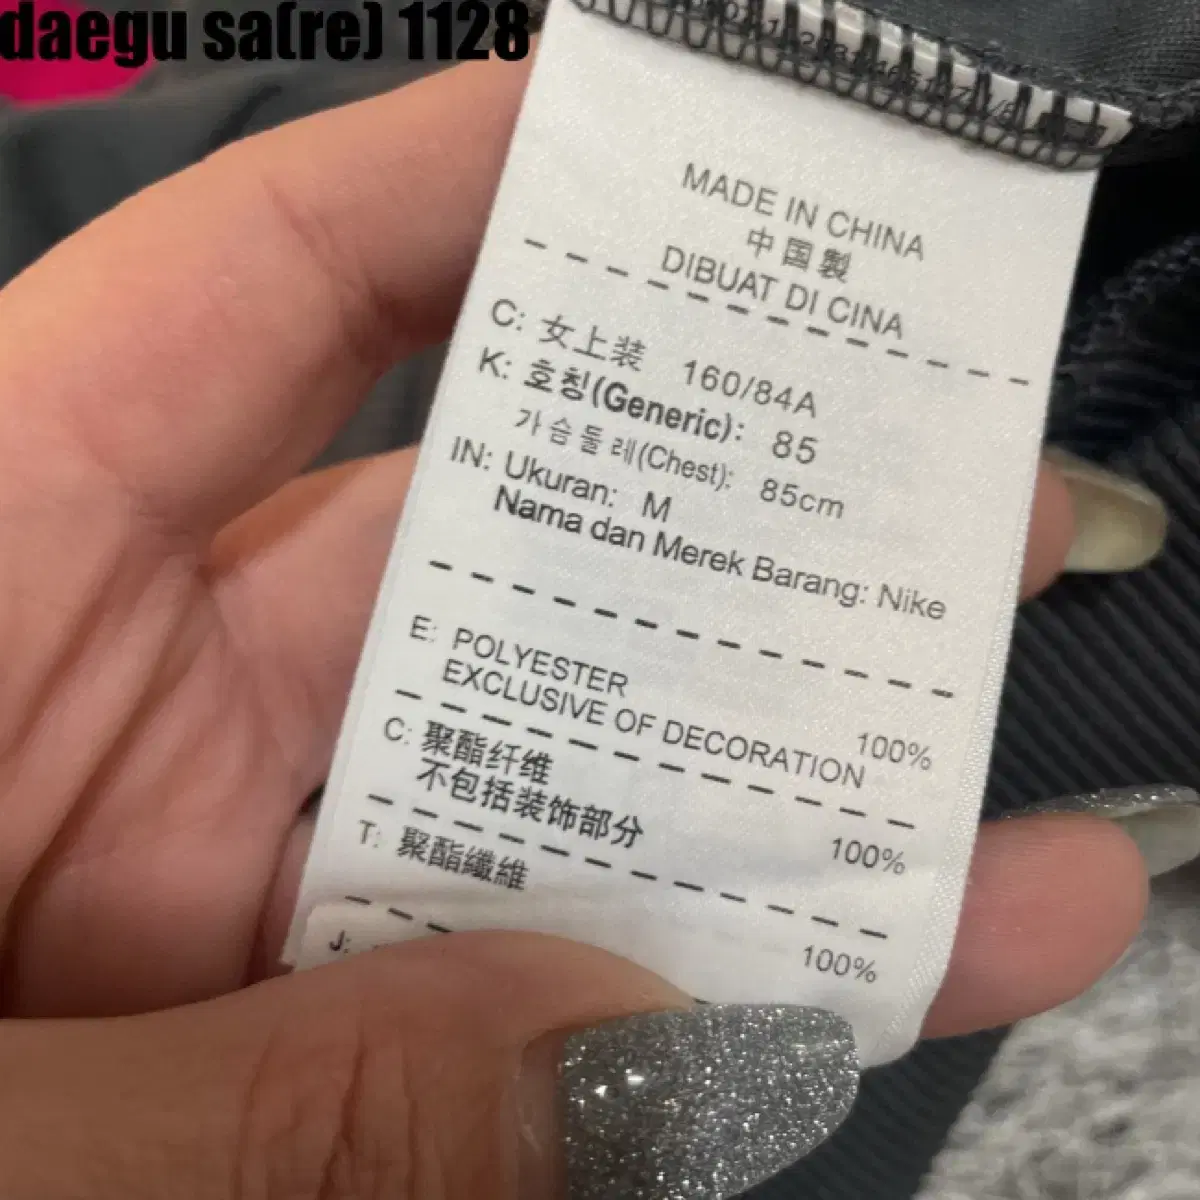 daegu sa(re) 1128
MADE IN CHINA
中国製
DIBUAT DI CINA
C: 女上装 160/84A
K: 호칭(Generic): 85
가슴둘레(Chest): 85cm
IN: Ukuran: M
Nama dan Merek Barang: Nike
E: POLYESTER 100%
EXCLUSIVE OF DECORATION
C: 聚酯纤维 100%
不包括装饰部分
T: 聚酯纖維 100%
J: